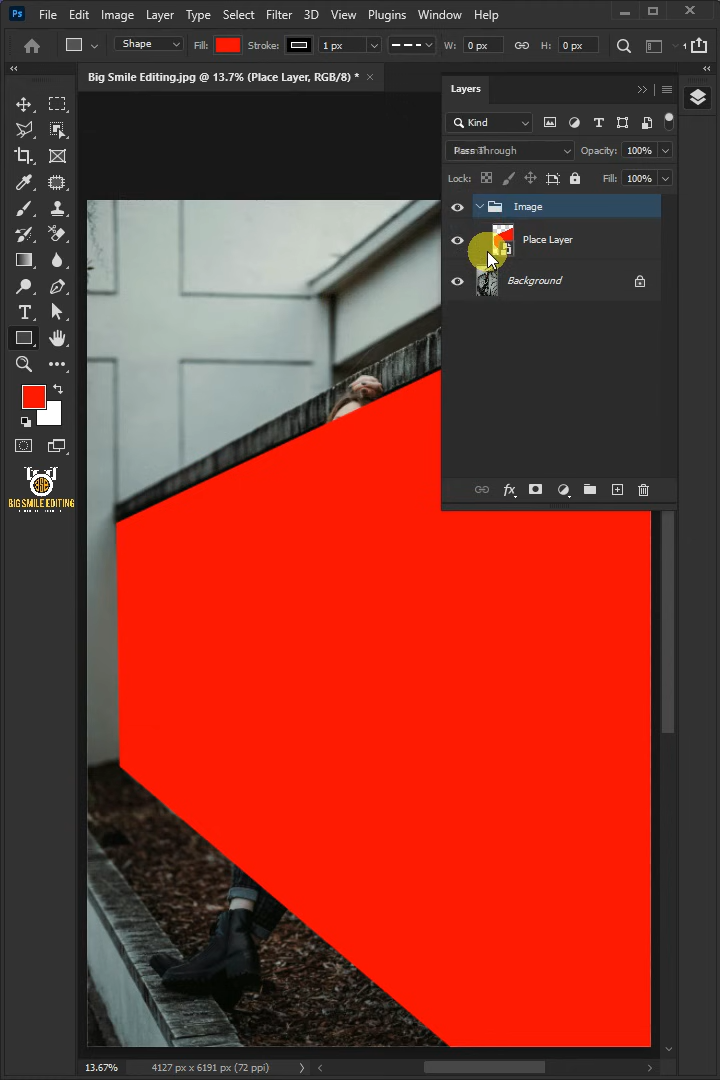 Ps File Edit Image Layer Type Select Filter 3D View Plugins Window Help
Shape Fill: Stroke: 1 px W: 0 px H: 0 px
Big Smile Editing.jpg @ 13.7% (Place Layer, RGB/8) *
Layers
Kind
Opacity: 100%
Lock: Fill: 100%
Image
Place Layer
Background
BIG SMILE EDITING
13.67% 4127 px x 6191 px (72 ppi)